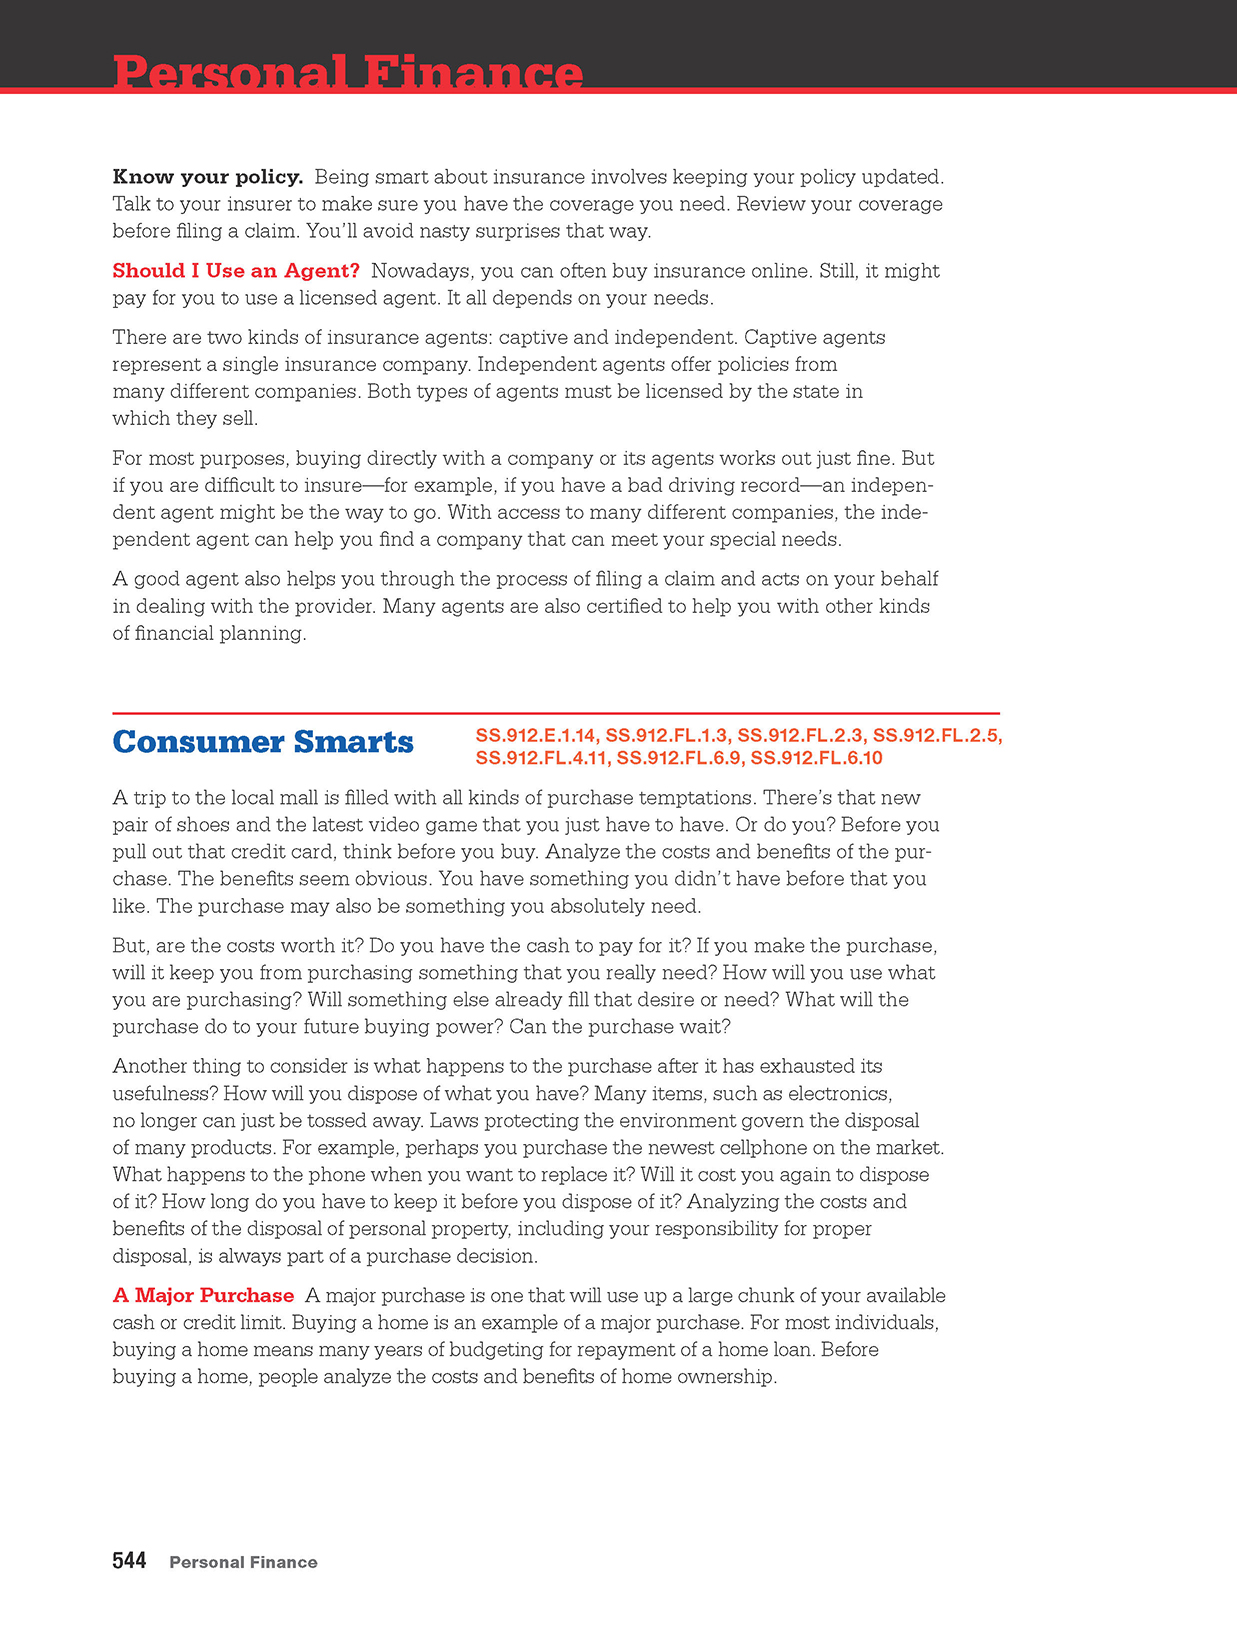 Personal Finance
Know your policy. Being smart about insurance involves keeping your policy updated.
Talk to your insurer to make sure you have the coverage you need. Review your coverage
before filing a claim. You’ll avoid nasty surprises that way.
Should I Use an Agent? Nowadays, you can often buy insurance online. Still, it might
pay for you to use a licensed agent. It all depends on your needs.
There are two kinds of insurance agents: captive and independent. Captive agents
represent a single insurance company. Independent agents offer policies from
many different companies. Both types of agents must be licensed by the state in
which they sell.
For most purposes, buying directly with a company or its agents works out just fine. But
if you are difficult to insure—for example, if you have a bad driving record—an indepen-
dent agent might be the way to go. With access to many different companies, the inde-
pendent agent can help you find a company that can meet your special needs.
A good agent also helps you through the process of filing a claim and acts on your behalf
in dealing with the provider. Many agents are also certified to help you with other kinds
of financial planning.
Consumer Smarts
SS.912.E.1.14, SS.912.FL.1.3, SS.912.FL.2.3, SS.912.FL.2.5,
SS.912.FL.4.11, SS.912.FL.6.9, SS.912.FL.6.10
A trip to the local mall is filled with all kinds of purchase temptations. There’s that new
pair of shoes and the latest video game that you just have to have. Or do you? Before you
pull out that credit card, think before you buy. Analyze the costs and benefits of the pur-
chase. The benefits seem obvious. You have something you didn’t have before that you
like. The purchase may also be something you absolutely need.
But, are the costs worth it? Do you have the cash to pay for it? If you make the purchase,
will it keep you from purchasing something that you really need? How will you use what
you are purchasing? Will something else already fill that desire or need? What will the
purchase do to your future buying power? Can the purchase wait?
Another thing to consider is what happens to the purchase after it has exhausted its
usefulness? How will you dispose of what you have? Many items, such as electronics,
no longer can just be tossed away. Laws protecting the environment govern the disposal
of many products. For example, perhaps you purchase the newest cellphone on the market.
What happens to the phone when you want to replace it? Will it cost you again to dispose
of it? How long do you have to keep it before you dispose of it? Analyzing the costs and
benefits of the disposal of personal property, including your responsibility for proper
disposal, is always part of a purchase decision.
A Major Purchase A major purchase is one that will use up a large chunk of your available
cash or credit limit. Buying a home is an example of a major purchase. For most individuals,
buying a home means many years of budgeting for repayment of a home loan. Before
buying a home, people analyze the costs and benefits of home ownership.
544 Personal Finance